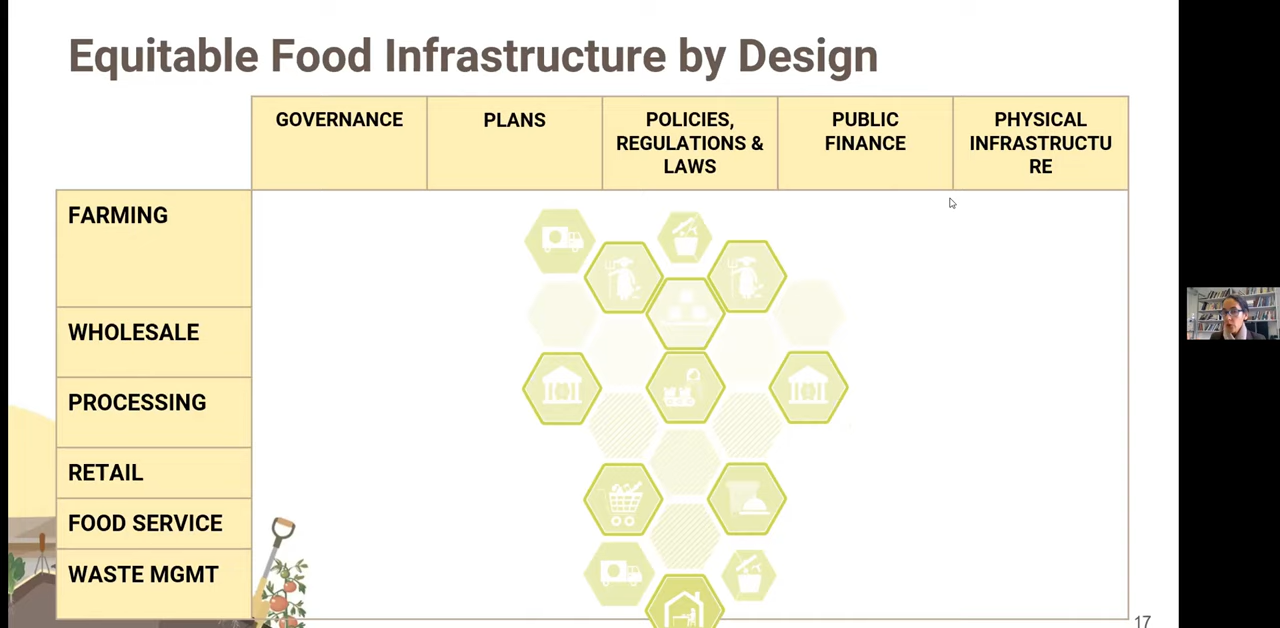 Equitable Food Infrastructure by Design
GOVERNANCE
PLANS
POLICIES,
REGULATIONS &
LAWS
PUBLIC
FINANCE
PHYSICAL
INFRASTRUCTU
RE
FARMING
WHOLESALE
PROCESSING
RETAIL
FOOD SERVICE
WASTE MGMT
17